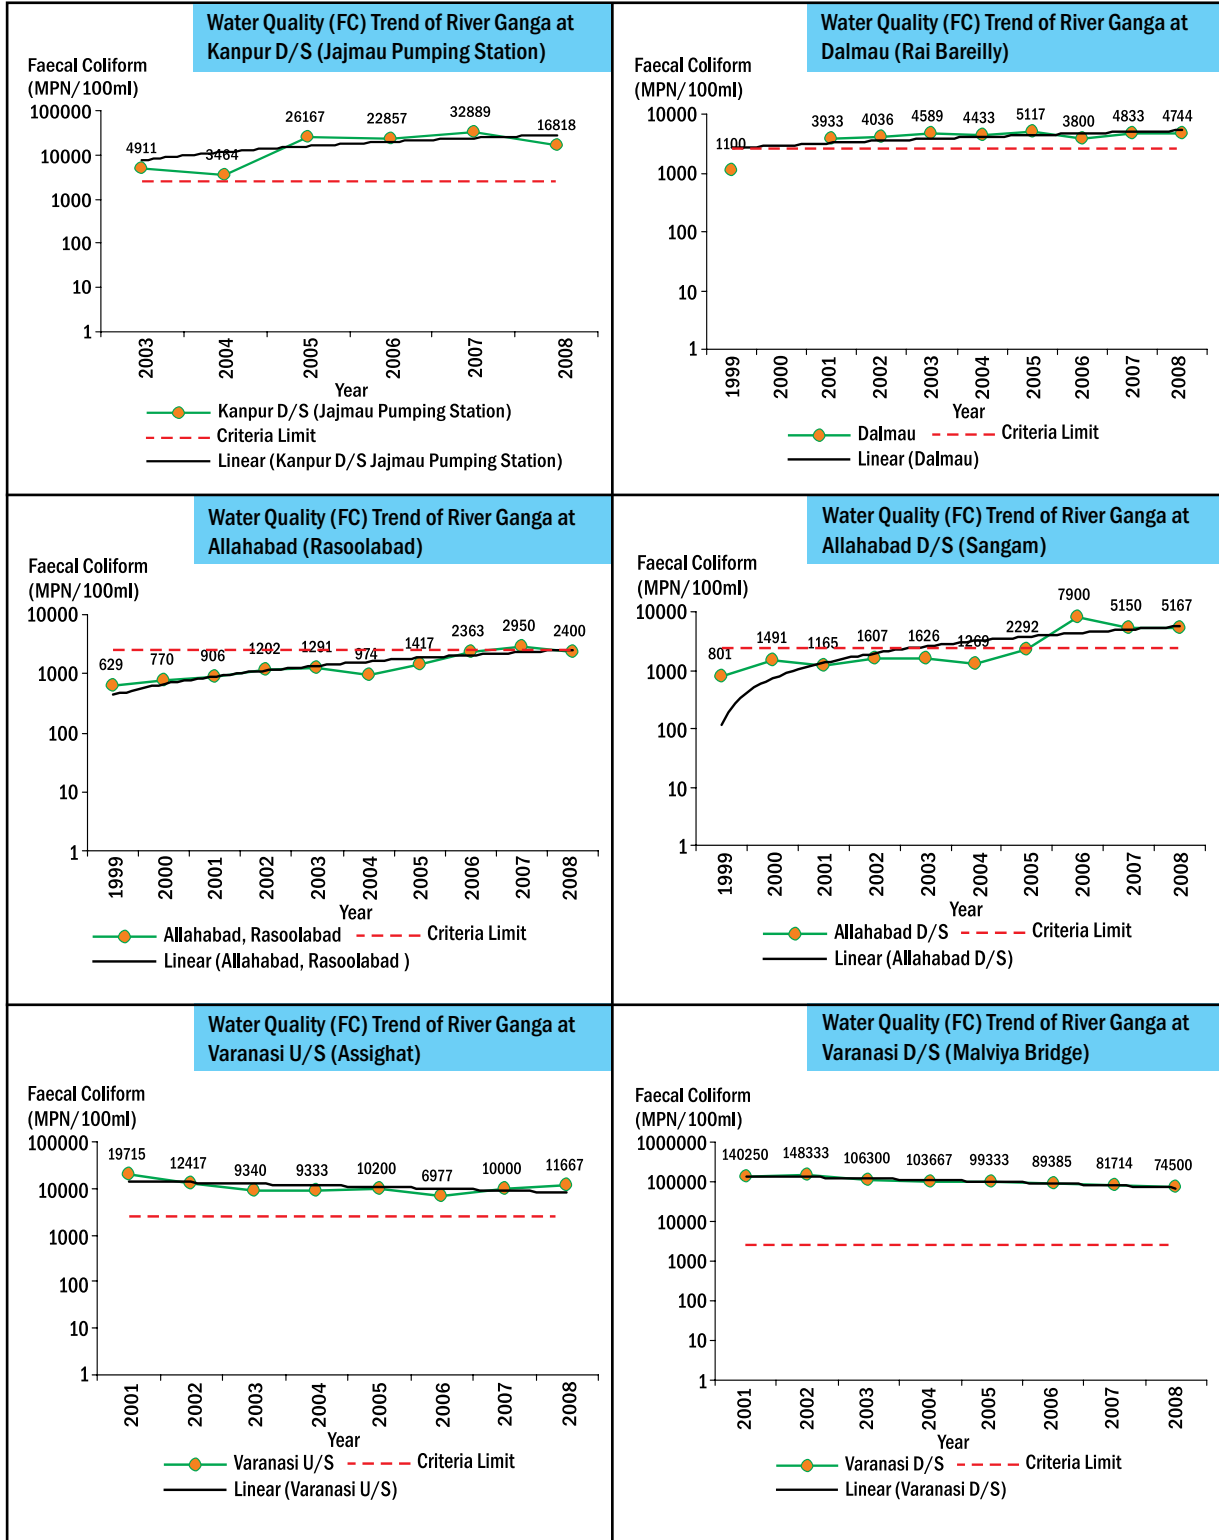 Water Quality (FC) Trend of River Ganga at
Kanpur D/S (Jajmau Pumping Station)
Faecal Coliform
(MPN/100ml)
100000
10000
1000
100
10
1
4911
3464
26167
22857
32889
16818
2003
2004
2005
2006
2007
2008
Year
Kanpur D/S (Jajmau Pumping Station)
Criteria Limit
Linear (Kanpur D/S Jajmau Pumping Station)
Water Quality (FC) Trend of River Ganga at
Dalmau (Rai Bareilly)
Faecal Coliform
(MPN/100ml)
10000
1000
100
10
1
1100
3933
4036
4589
4433
5117
3800
4833
4744
1999
2000
2001
2002
2003
2004
2005
2006
2007
2008
Year
Dalmau
Criteria Limit
Linear (Dalmau)
Water Quality (FC) Trend of River Ganga at
Allahabad (Rasoolabad)
Faecal Coliform
(MPN/100ml)
10000
1000
100
10
1
629
770
906
1202
1291
974
1417
2363
2950
2400
1999
2000
2001
2002
2003
2004
2005
2006
2007
2008
Year
Allahabad, Rasoolabad
Criteria Limit
Linear (Allahabad, Rasoolabad )
Water Quality (FC) Trend of River Ganga at
Allahabad D/S (Sangam)
Faecal Coliform
(MPN/100ml)
10000
1000
100
10
1
801
1491
1165
1607
1626
1269
2292
7900
5150
5167
1999
2000
2001
2002
2003
2004
2005
2006
2007
2008
Year
Allahabad D/S
Criteria Limit
Linear (Allahabad D/S)
Water Quality (FC) Trend of River Ganga at
Varanasi U/S (Assighat)
Faecal Coliform
(MPN/100ml)
100000
10000
1000
100
10
1
19715
12417
9340
9333
10200
6977
10000
11667
2001
2002
2003
2004
2005
2006
2007
2008
Year
Varanasi U/S
Criteria Limit
Linear (Varanasi U/S)
Water Quality (FC) Trend of River Ganga at
Varanasi D/S (Malviya Bridge)
Faecal Coliform
(MPN/100ml)
1000000
100000
10000
1000
100
10
1
140250
148333
106300
103667
99333
89385
81714
74500
2001
2002
2003
2004
2005
2006
2007
2008
Year
Varanasi D/S
Criteria Limit
Linear (Varanasi D/S)